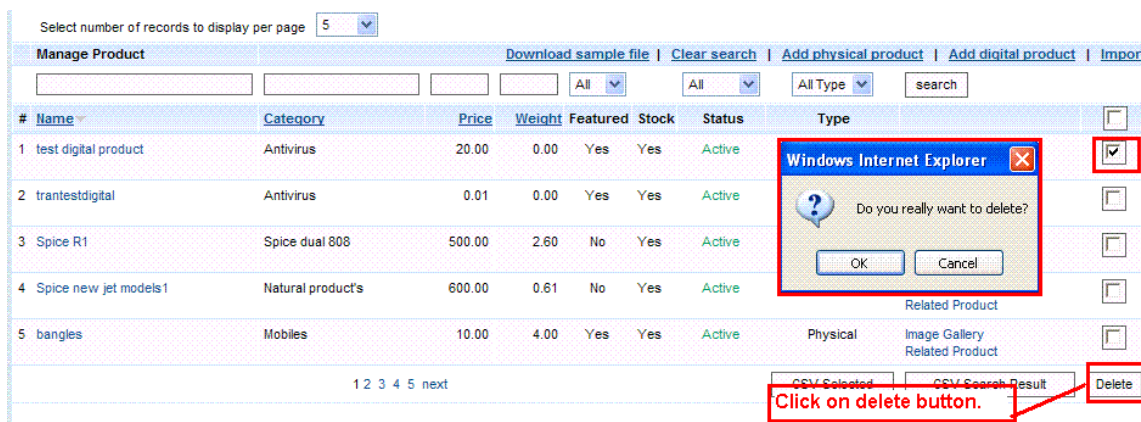 Select number of records to display per page 5
Manage Product Download sample file | Clear search | Add physical product | Add digital product | Impor
All All All Type search
# Name Category Price Weight Featured Stock Status Type
1 test digital product Antivirus 20.00 0.00 Yes Yes Active
Windows Internet Explorer
2 trantestdigital Antivirus 0.01 0.00 Yes Yes Active
Do you really want to delete?
3 Spice R1 Spice dual 808 500.00 2.60 No Yes Active
OK Cancel
4 Spice new jet models1 Natural product's 600.00 0.61 No Yes Active
Related Product
5 bangles Mobiles 10.00 4.00 Yes Yes Active Physical Image Gallery
Related Product
1 2 3 4 5 next CSV Selected CSV Search Result Delete
Click on delete button.